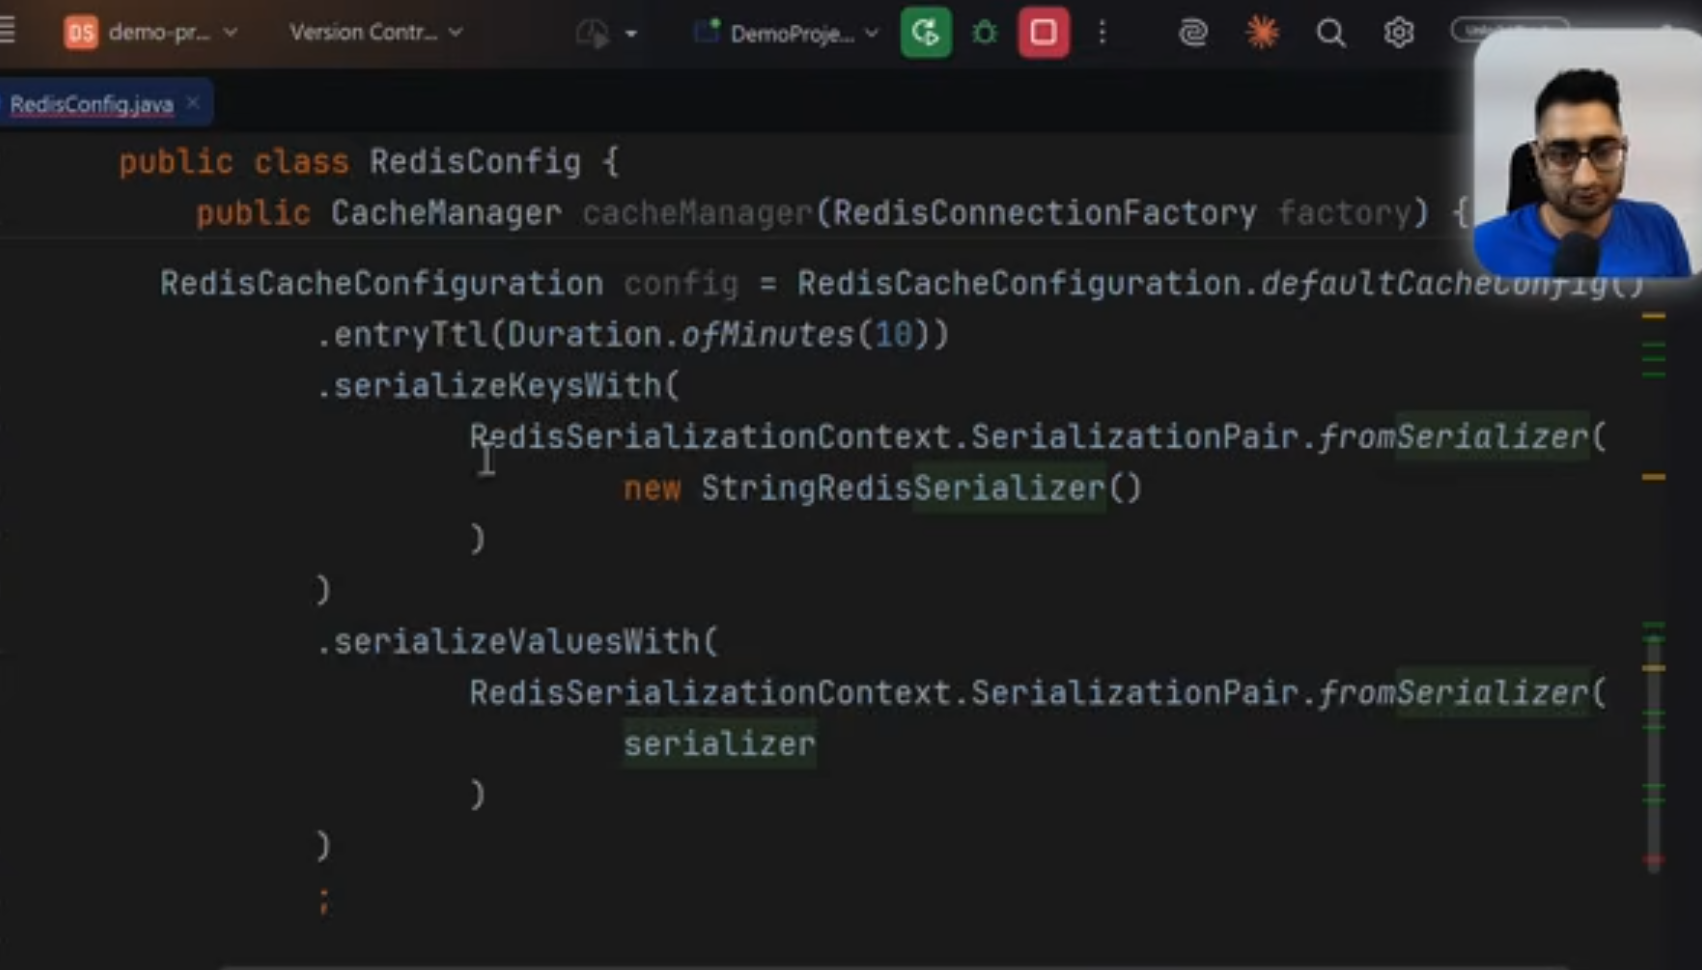 DS demo-pr... Version Contr... DemoProje...
RedisConfig.java
public class RedisConfig {
public CacheManager cacheManager(RedisConnectionFactory factory) {
RedisCacheConfiguration config = RedisCacheConfiguration.defaultCacheConfig()
.entryTtl(Duration.ofMinutes(10))
.serializeKeysWith(
RedisSerializationContext.SerializationPair.fromSerializer(
new StringRedisSerializer()
)
)
.serializeValuesWith(
RedisSerializationContext.SerializationPair.fromSerializer(
serializer
)
)
;